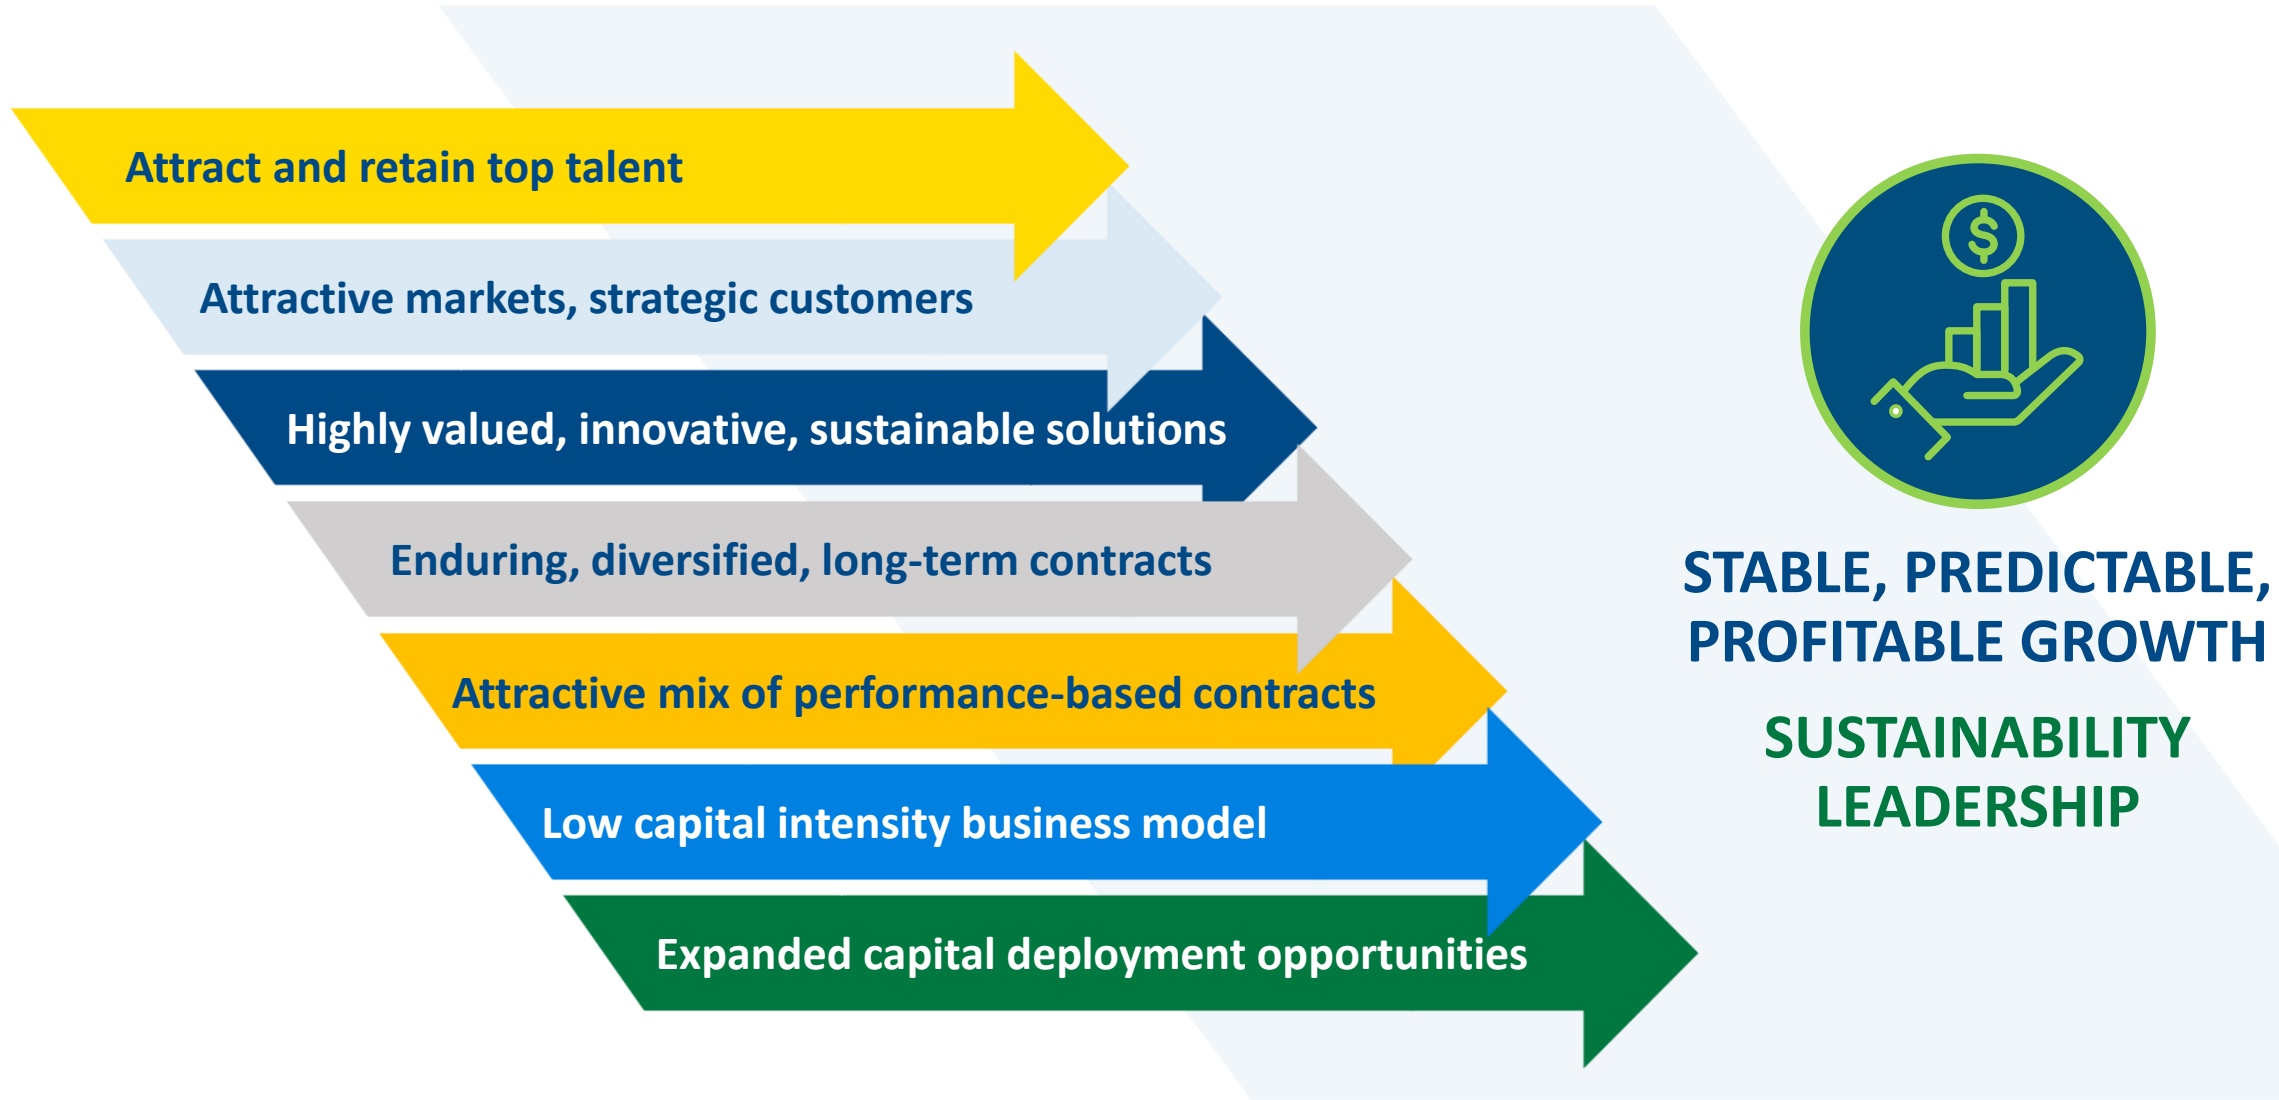 Attract and retain top talent
Attractive markets, strategic customers
Highly valued, innovative, sustainable solutions
Enduring, diversified, long-term contracts
Attractive mix of performance-based contracts
Low capital intensity business model
Expanded capital deployment opportunities
$
STABLE, PREDICTABLE,
PROFITABLE GROWTH
SUSTAINABILITY
LEADERSHIP